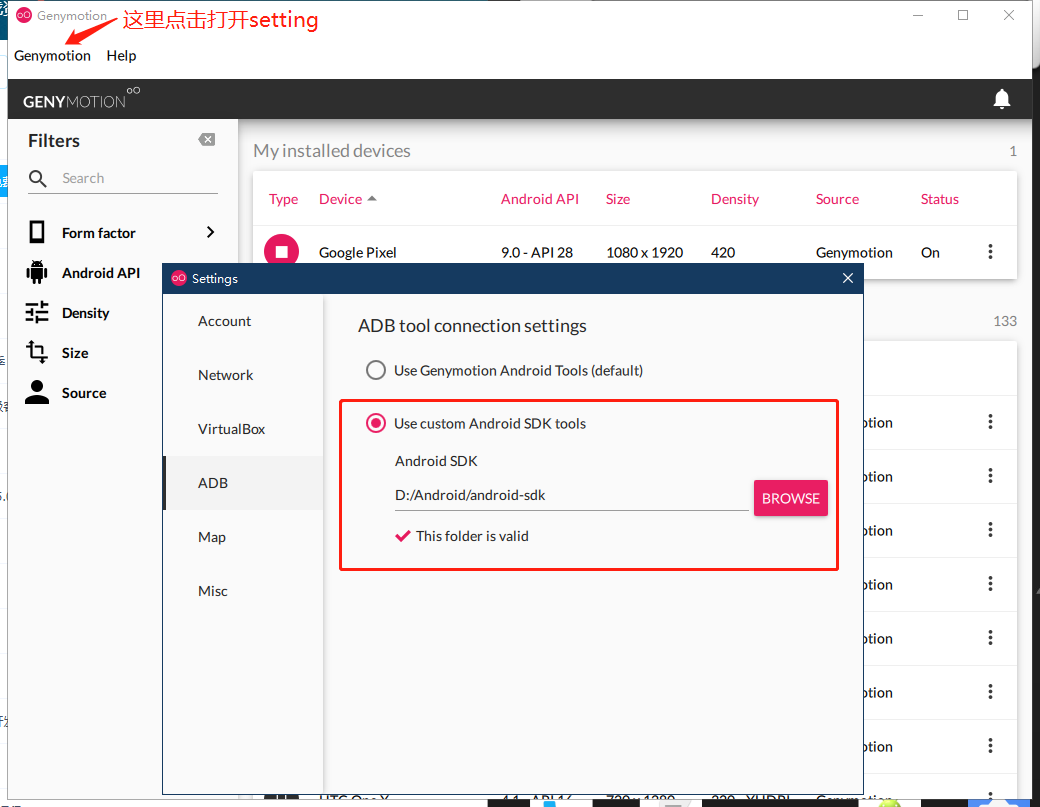 Genymotion
这里点击打开setting
Genymotion Help
GENYMOTION
Filters
Search
Form factor
Android API
Density
Size
Source
My installed devices 1
Type Device Android API Size Density Source Status
Google Pixel 9.0 - API 28 1080 x 1920 420 Genymotion On
133
Settings
Account
Network
VirtualBox
ADB
Map
Misc
ADB tool connection settings
Use Genymotion Android Tools (default)
Use custom Android SDK tools
Android SDK
D:/Android/android-sdk
BROWSE
This folder is valid
otion
otion
otion
otion
otion
otion
otion